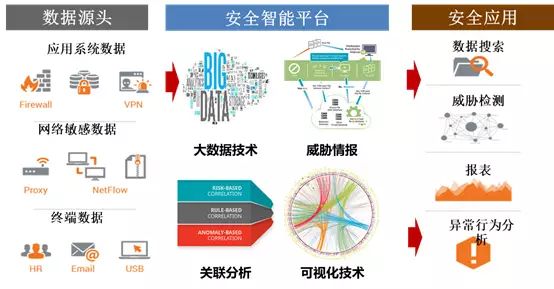 数据源头
安全智能平台
安全应用
应用系统数据
Firewall
VPN
网络敏感数据
Proxy
NetFlow
终端数据
HR
Email
USB
BIG
DATA
大数据技术
威胁情报
RISK-BASED
CORRELATION
RULE-BASED
CORRELATION
ANOMALY-BASED
CORRELATION
关联分析
可视化技术
数据搜索
威胁检测
报表
异常行为分
析